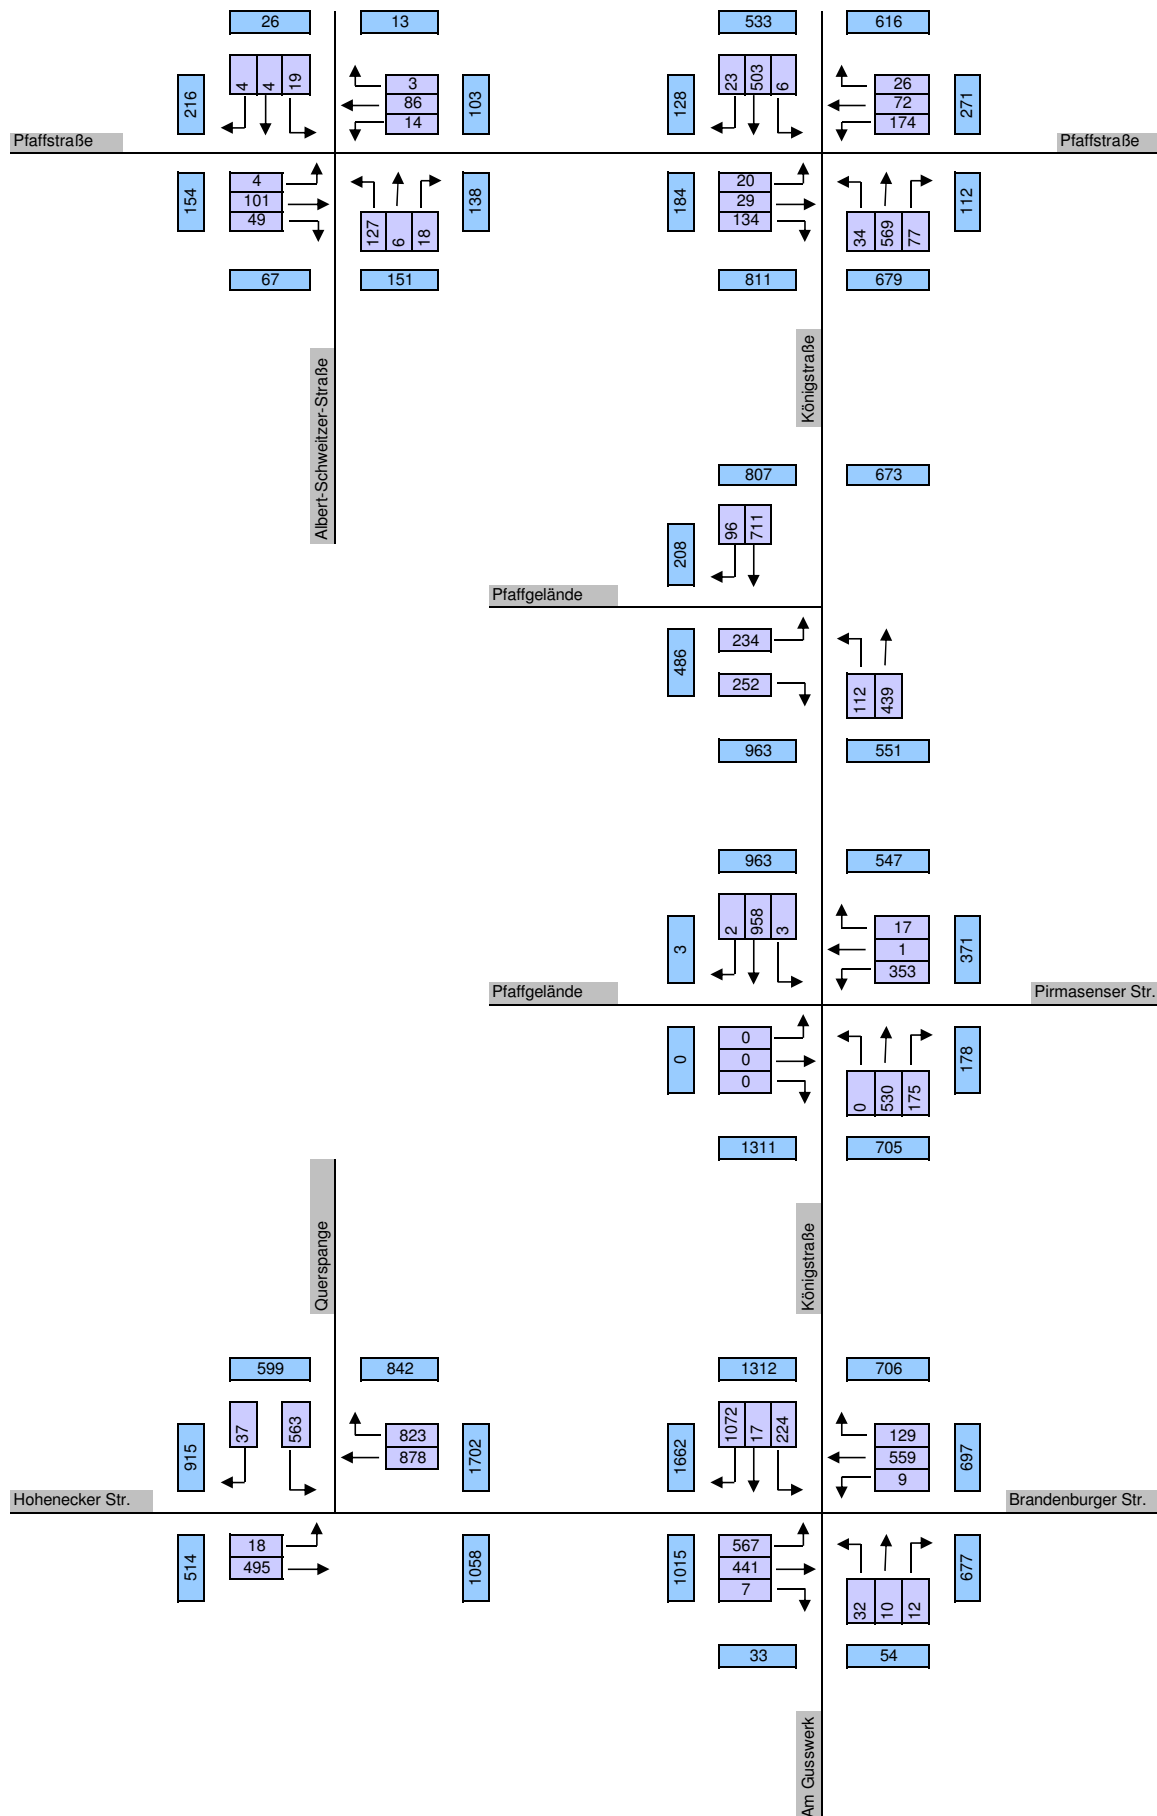 26 13 533 616
216 4 4 19 3 103 128 23 503 6 26 271
86 72
14 174
Pfaffstraße Pfaffstraße
154 4 127 6 18 138 184 20 34 569 77 112
101 29
49 134
67 151 811 679
Albert-Schweitzer-Straße Königstraße
807 673
208 96 711
Pfaffgelände
486 234 112 439
252
963 551
963 547
3 2 958 3 17 371
1
353
Pfaffgelände Pirmasenser Str.
0 0 0 530 175 178
0
0
1311 705
Querspange Königstraße
599 842 1312 706
915 37 563 823 1702 1662 1072 17 224 129 697
878 559
9
Hohenecker Str. Brandenburger Str.
514 18 1058 1015 567 32 10 12 677
495 441
7
33 54
Am Gusswerk